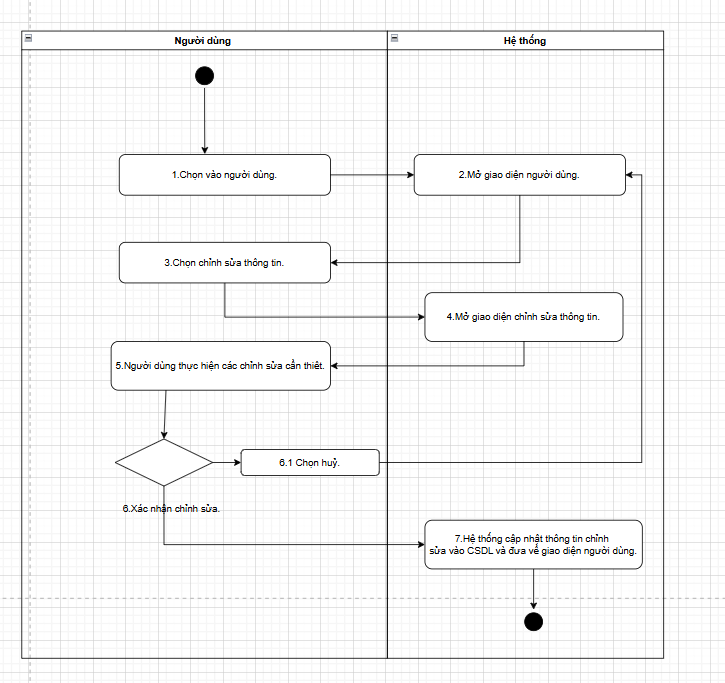 Người dùng
Hệ thống
1.Chọn vào người dùng.
2.Mở giao diện người dùng.
3.Chọn chỉnh sửa thông tin.
4.Mở giao diện chỉnh sửa thông tin.
5.Người dùng thực hiện các chỉnh sửa cần thiết.
6.1 Chọn huỷ.
6.Xác nhận chỉnh sửa.
7.Hệ thống cập nhật thông tin chỉnh
sửa vào CSDL và đưa về giao diện người dùng.